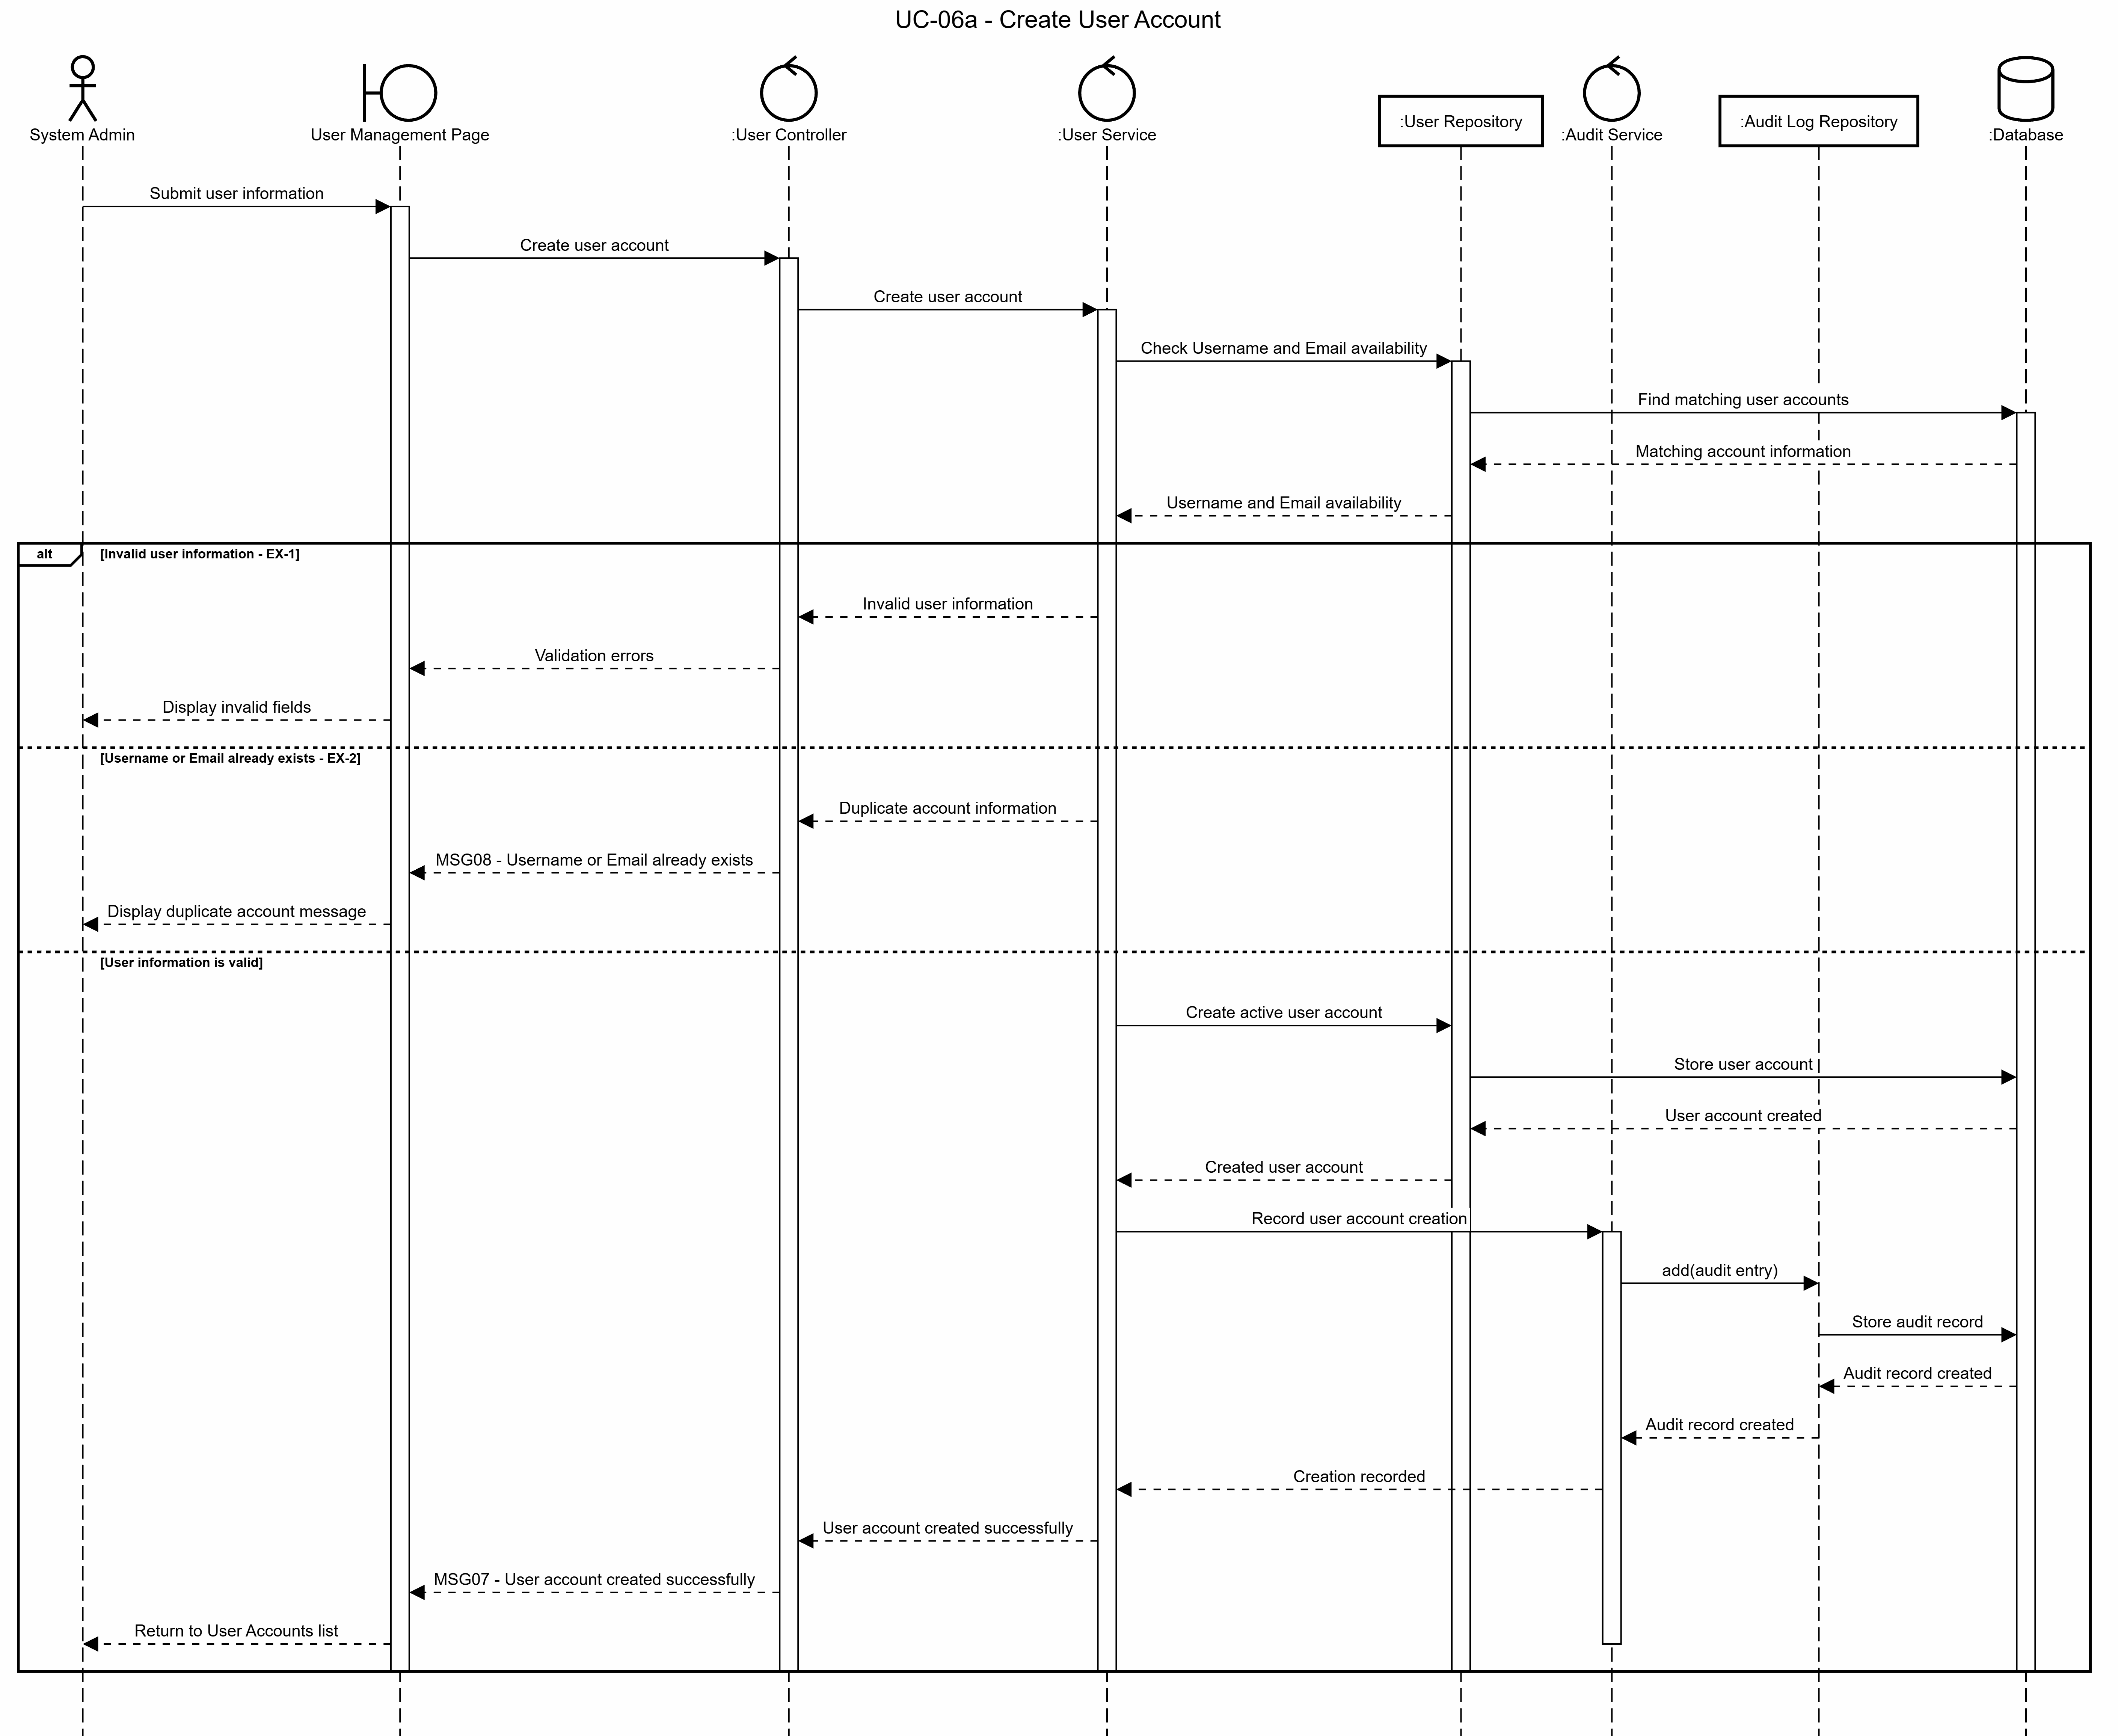 UC-06a - Create User Account
System Admin
User Management Page
:User Controller
:User Service
:User Repository
:Audit Service
:Audit Log Repository
:Database
Submit user information
Create user account
Create user account
Check Username and Email availability
Find matching user accounts
Matching account information
Username and Email availability
alt
[Invalid user information - EX-1]
Invalid user information
Validation errors
Display invalid fields
[Username or Email already exists - EX-2]
Duplicate account information
MSG08 - Username or Email already exists
Display duplicate account message
[User information is valid]
Create active user account
Store user account
User account created
Created user account
Record user account creation
add(audit entry)
Store audit record
Audit record created
Audit record created
Creation recorded
User account created successfully
MSG07 - User account created successfully
Return to User Accounts list